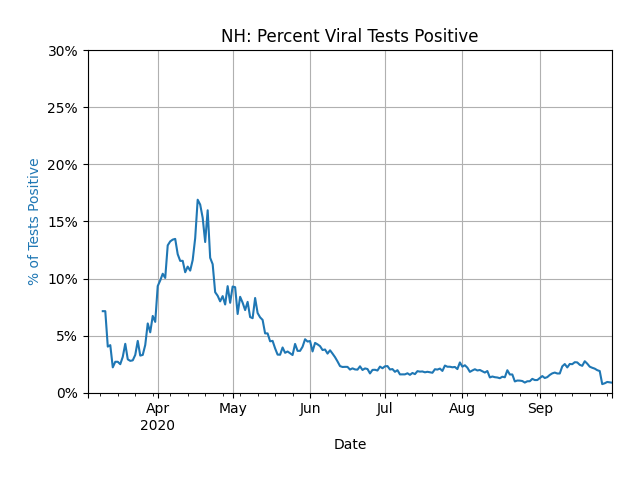 NH: Percent Viral Tests Positive
30%
25%
20%
15%
10%
5%
0%
% of Tests Positive
Apr
2020
May
Jun
Jul
Aug
Sep
Date